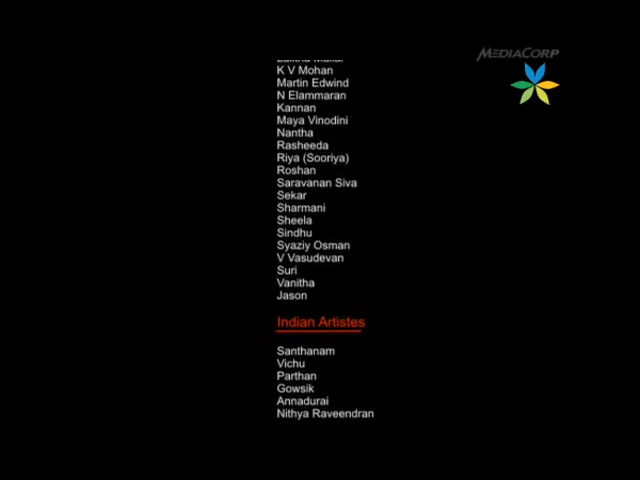 MEDIACORP
K V Mohan
Martin Edwind
N Elammaran
Kannan
Maya Vinodini
Nantha
Rasheeda
Riya (Sooriya)
Roshan
Saravanan Siva
Sekar
Sharmani
Sheela
Sindhu
Syaziy Osman
V Vasudevan
Suri
Vanitha
Jason
Indian Artistes
Santhanam
Vichu
Parthan
Gowsik
Annadurai
Nithya Raveendran